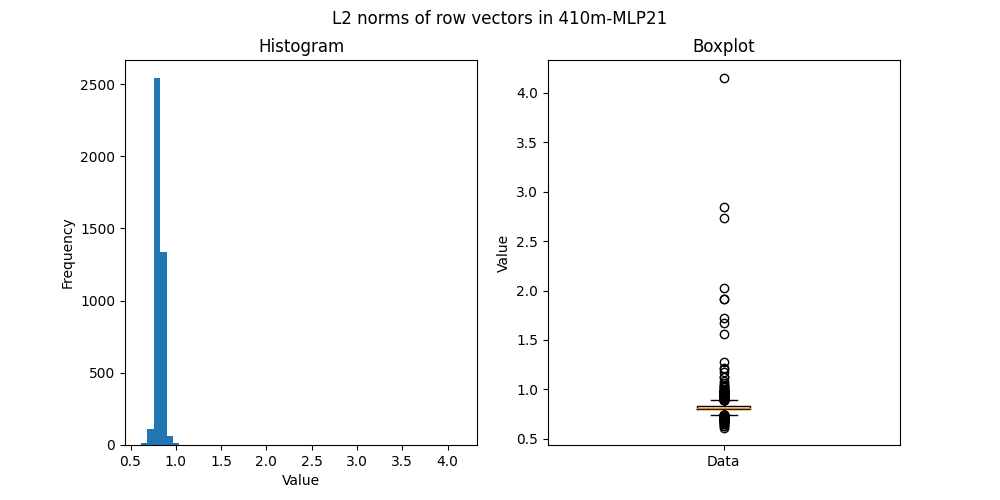 L2 norms of row vectors in 410m-MLP21
Histogram
Frequency
2500
2000
1500
1000
500
0
0.5 1.0 1.5 2.0 2.5 3.0 3.5 4.0
Value
Boxplot
Value
4.0
3.5
3.0
2.5
2.0
1.5
1.0
0.5
Data